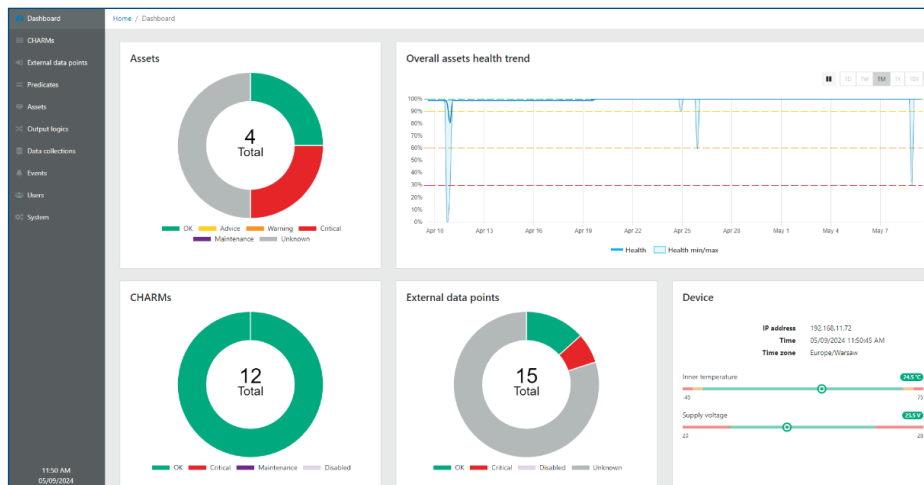 Dashboard
CHARMs
External data points
Predicates
Assets
Output logics
Data collections
Events
Users
System
11:50 AM
05/09/2024
Home / Dashboard
Assets
4
Total
OK Advice Warning Critical
Maintenance Unknown
Overall assets health trend
1D 1W 1M 1Y 10Y
100%
90%
80%
70%
60%
50%
40%
30%
20%
10%
0%
Apr 10 Apr 13 Apr 16 Apr 19 Apr 22 Apr 25 Apr 28 May 1 May 4 May 7
Health Health min/max
CHARMs
12
Total
OK Critical Maintenance Disabled
External data points
15
Total
OK Critical Disabled Unknown
Device
IP address 192.168.11.72
Time 05/09/2024 11:50:45 AM
Time zone Europe/Warsaw
Inner temperature 24.5 °C
-45 75
Supply voltage 23.5 V
20 28